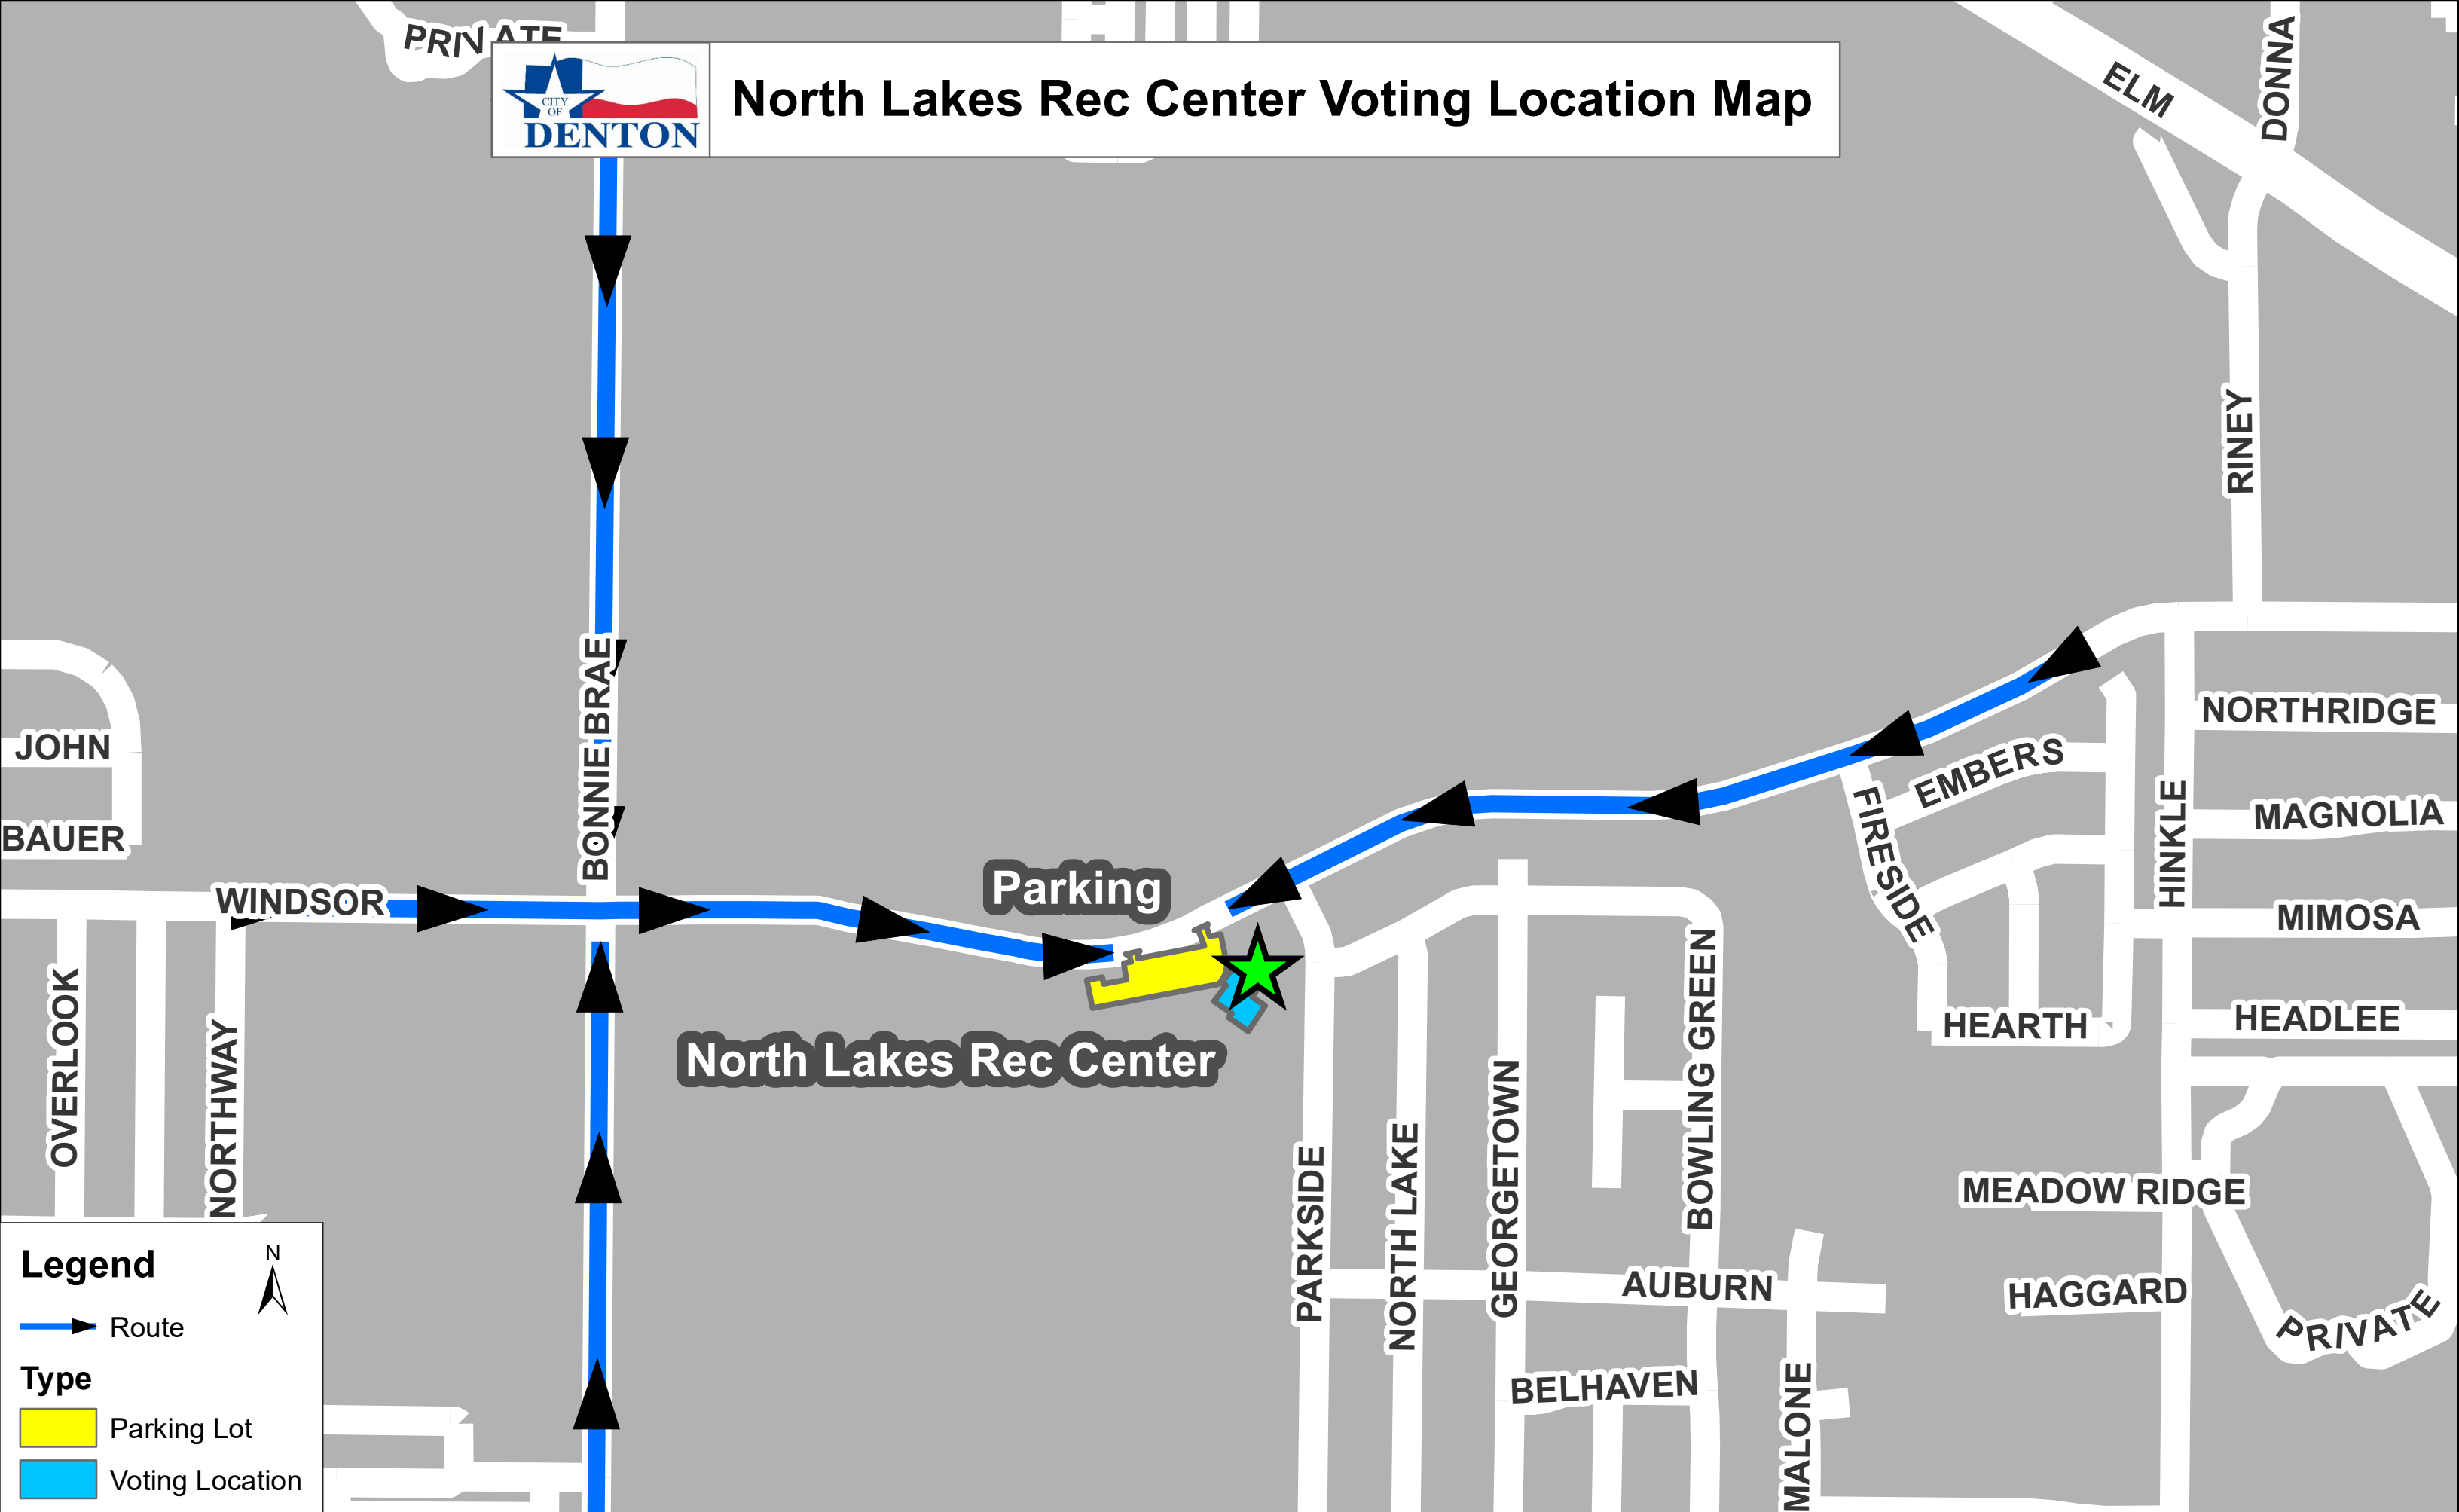 PRIVATE
CITY
OF
DENTON
North Lakes Rec Center Voting Location Map
ELM
DONNA
RINEY
BONNIE BRAE
JOHN
BAUER
WINDSOR
OVERLOOK
NORTHWAY
Parking
North Lakes Rec Center
NORTHRIDGE
EMBERS
FIRESIDE
HINKLE
MAGNOLIA
MIMOSA
HEARTH
HEADLEE
BOWLING GREEN
GEORGETOWN
NORTH LAKE
PARKSIDE
MEADOW RIDGE
AUBURN
HAGGARD
PRIVATE
BELHAVEN
MALONE
Legend
N
Route
Type
Parking Lot
Voting Location